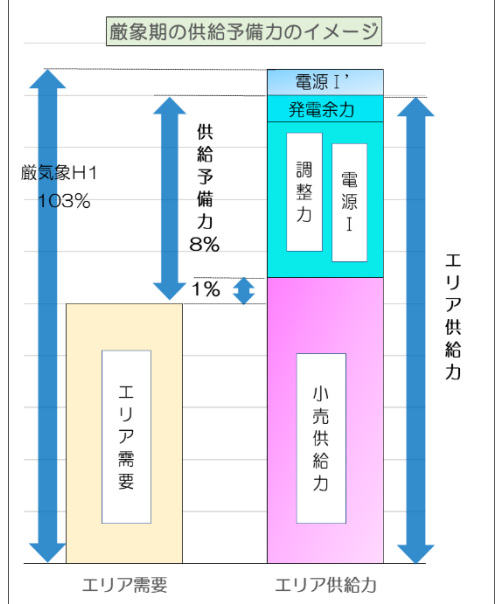 厳象期の供給予備力のイメージ
電源Ⅰ’
発電余力
調整力
電源Ⅰ
供給予備力
8%
厳気象H1
103%
1%
エリア供給力
エリア需要
小売供給力
エリア需要
エリア供給力